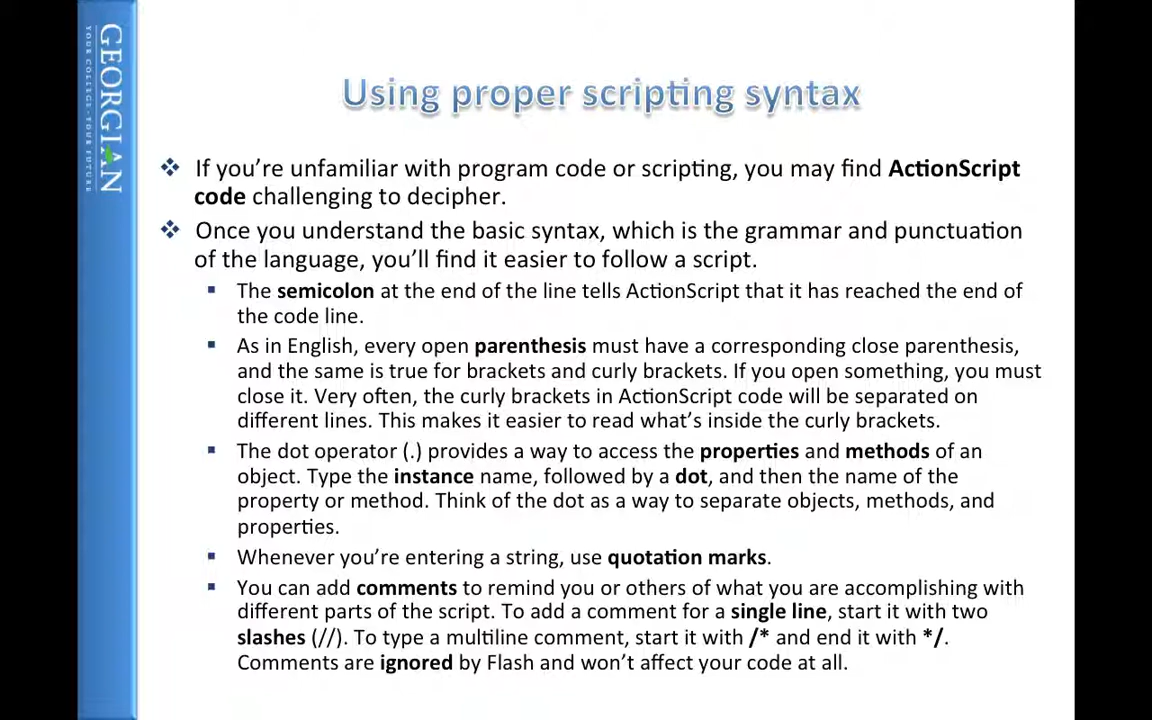 GEORGIAN
YOUR COLLEGE · YOUR FUTURE
Using proper scripting syntax
❖ If you’re unfamiliar with program code or scripting, you may find ActionScript
code challenging to decipher.
❖ Once you understand the basic syntax, which is the grammar and punctuation
of the language, you’ll find it easier to follow a script.
▪ The semicolon at the end of the line tells ActionScript that it has reached the end of
the code line.
▪ As in English, every open parenthesis must have a corresponding close parenthesis,
and the same is true for brackets and curly brackets. If you open something, you must
close it. Very often, the curly brackets in ActionScript code will be separated on
different lines. This makes it easier to read what’s inside the curly brackets.
▪ The dot operator (.) provides a way to access the properties and methods of an
object. Type the instance name, followed by a dot, and then the name of the
property or method. Think of the dot as a way to separate objects, methods, and
properties.
▪ Whenever you’re entering a string, use quotation marks.
▪ You can add comments to remind you or others of what you are accomplishing with
different parts of the script. To add a comment for a single line, start it with two
slashes (//). To type a multiline comment, start it with /* and end it with */.
Comments are ignored by Flash and won’t affect your code at all.